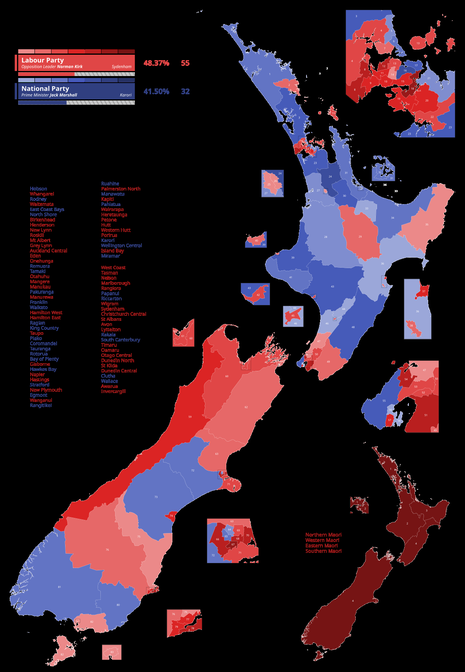 Labour Party
Opposition Leader Norman Kirk
Sydenham
48.37%
55
National Party
Prime Minister Jack Marshall
Karori
41.50%
32
Hobson
Whangarei
Rodney
Waitemata
East Coast Bays
North Shore
Birkenhead
Henderson
New Lynn
Roskill
Mt Albert
Grey Lynn
Auckland Central
Eden
Onehunga
Remuera
Tamaki
Otahuhu
Mangere
Manukau
Pakuranga
Manurewa
Franklin
Waikato
Hamilton West
Hamilton East
Raglan
King Country
Taupo
Piako
Coromandel
Tauranga
Rotorua
Bay of Plenty
Gisborne
Hawkes Bay
Napier
Hastings
Stratford
New Plymouth
Egmont
Wanganui
Rangitikei
Ruahine
Palmerston North
Manawatu
Kapiti
Pahiatua
Wairarapa
Heretaunga
Petone
Hutt
Western Hutt
Porirua
Karori
Wellington Central
Island Bay
Miramar
West Coast
Tasman
Nelson
Marlborough
Rangiora
Papanui
Riccarton
Wigram
Sydenham
Christchurch Central
St Albans
Avon
Lyttelton
Rakaia
South Canterbury
Timaru
Oamaru
Otago Central
Dunedin North
St Kilda
Dunedin Central
Clutha
Wallace
Awarua
Invercargill
Northern Maori
Western Maori
Eastern Maori
Southern Maori